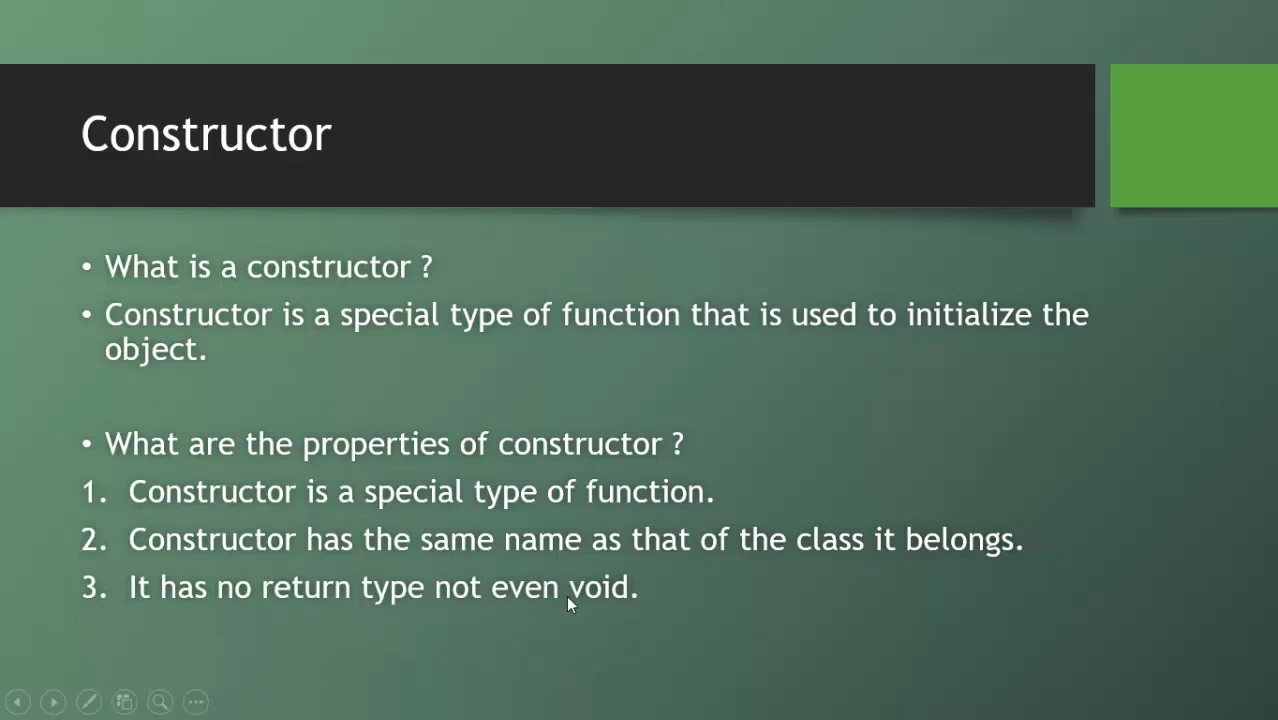 Constructor
• What is a constructor ?
• Constructor is a special type of function that is used to initialize the
object.
• What are the properties of constructor ?
1. Constructor is a special type of function.
2. Constructor has the same name as that of the class it belongs.
3. It has no return type not even void.